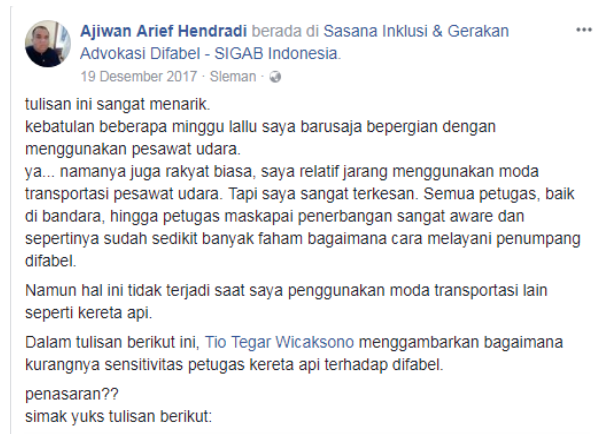 Ajiwan Arief Hendradi berada di Sasana Inklusi & Gerakan
Advokasi Difabel - SIGAB Indonesia.
19 Desember 2017 · Sleman ·
tulisan ini sangat menarik.
kebatulan beberapa minggu lallu saya barusaja bepergian dengan
menggunakan pesawat udara.
ya... namanya juga rakyat biasa, saya relatif jarang menggunakan moda
transportasi pesawat udara. Tapi saya sangat terkesan. Semua petugas, baik
di bandara, hingga petugas maskapai penerbangan sangat aware dan
sepertinya sudah sedikit banyak faham bagaimana cara melayani penumpang
difabel.
Namun hal ini tidak terjadi saat saya penggunakan moda transportasi lain
seperti kereta api.
Dalam tulisan berikut ini, Tio Tegar Wicaksono menggambarkan bagaimana
kurangnya sensitivitas petugas kereta api terhadap difabel.
penasaran??
simak yuks tulisan berikut: